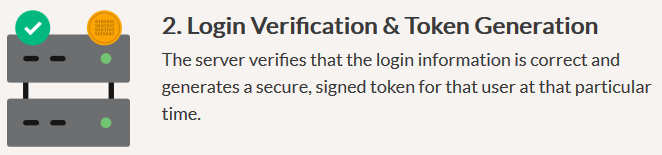 2. Login Verification & Token Generation
The server verifies that the login information is correct and
generates a secure, signed token for that user at that particular
time.